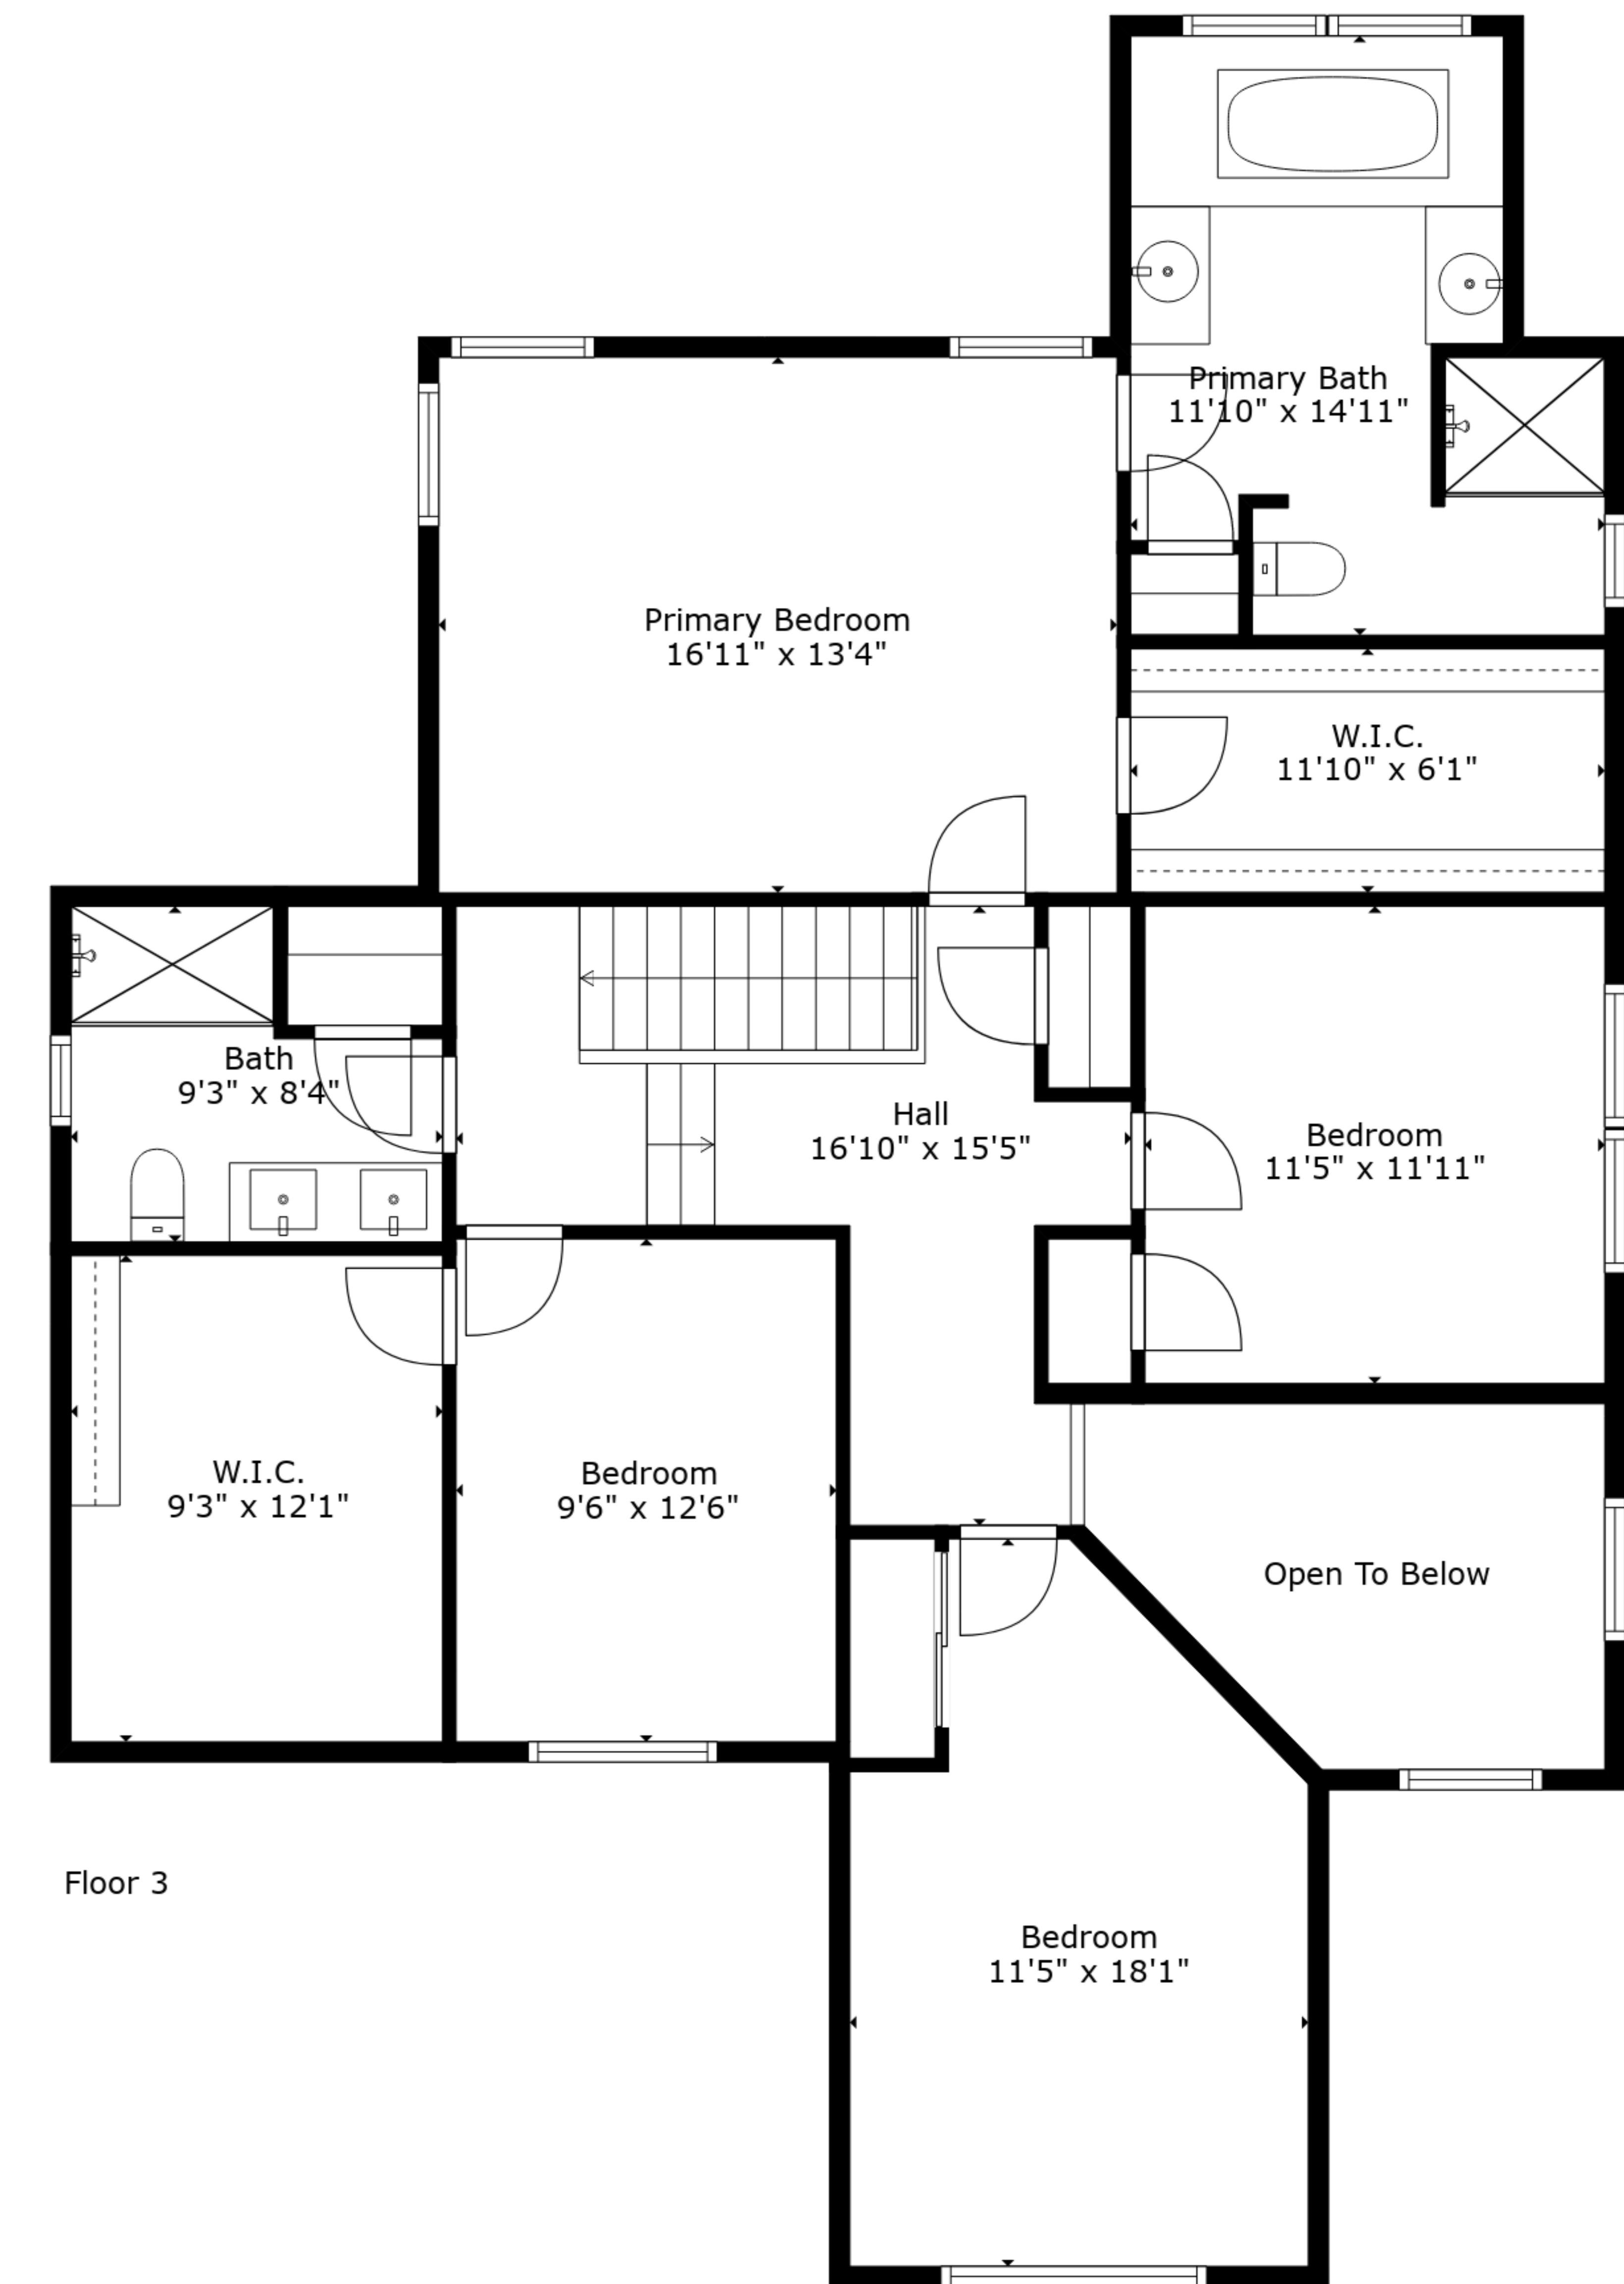 Primary Bath
11'10" x 14'11"
Primary Bedroom
16'11" x 13'4"
W.I.C.
11'10" x 6'1"
Bath
9'3" x 8'4"
Hall
16'10" x 15'5"
Bedroom
11'5" x 11'11"
W.I.C.
9'3" x 12'1"
Bedroom
9'6" x 12'6"
Open To Below
Floor 3
Bedroom
11'5" x 18'1"